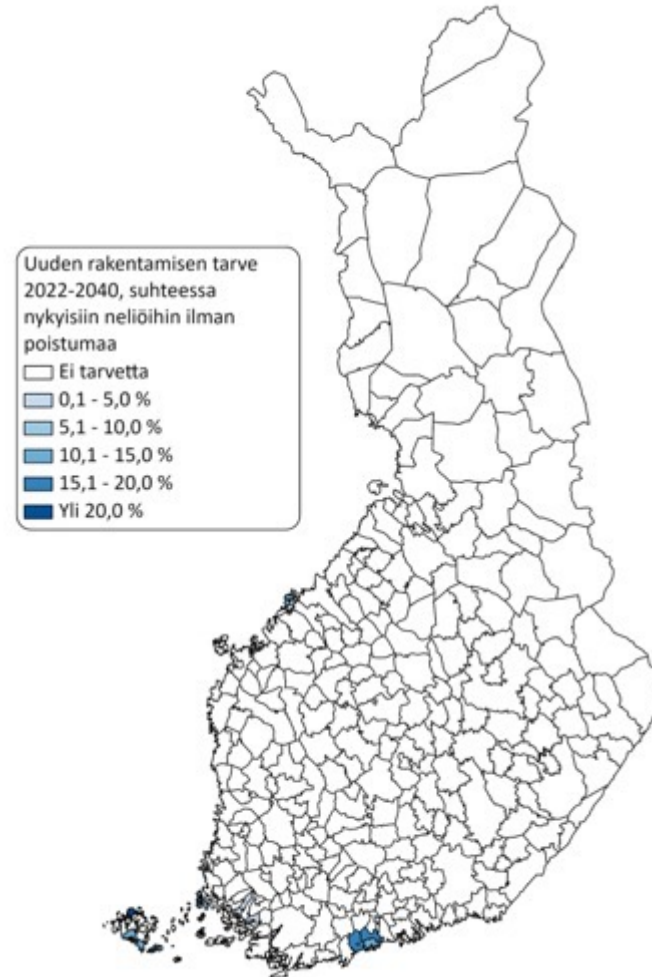 Uuden rakentamisen tarve
2022-2040, suhteessa
nykyisiin neliöihin ilman
poistumaa
Ei tarvetta
0,1 - 5,0 %
5,1 - 10,0 %
10,1 - 15,0 %
15,1 - 20,0 %
Yli 20,0 %